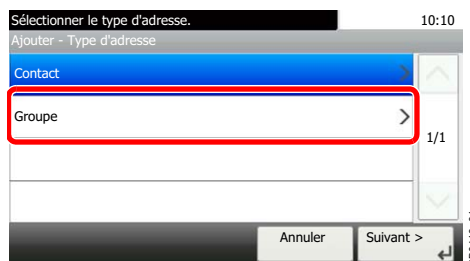 Sélectionner le type d'adresse. 10:10
Ajouter - Type d'adresse
Contact
Groupe
1/1
Annuler Suivant >